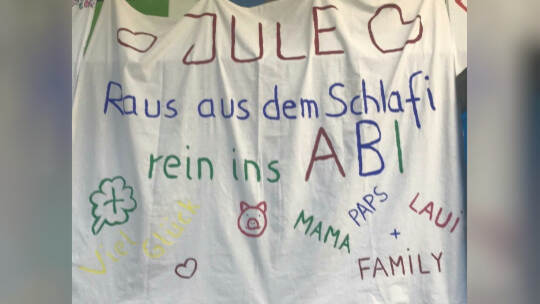 JULE
Raus aus dem Schlafi
rein ins ABI
Viel Glück
MAMA
PAPS
LAUI
+
FAMiLY